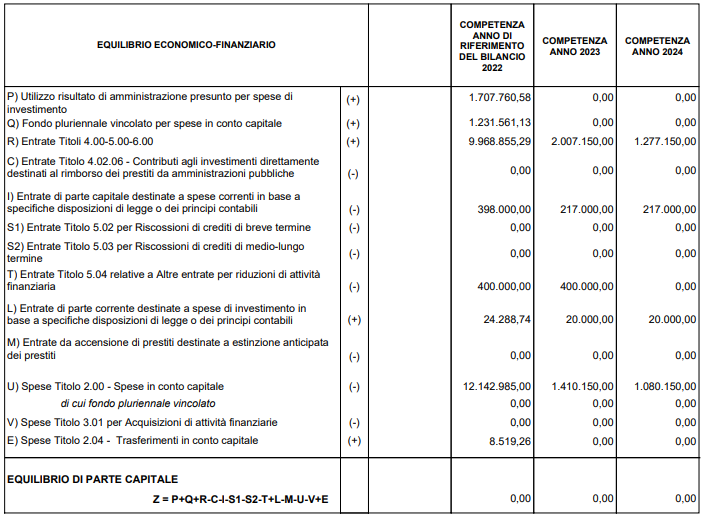 EQUILIBRIO ECONOMICO-FINANZIARIO
COMPETENZA
ANNO DI
RIFERIMENTO
DEL BILANCIO
2022
COMPETENZA
ANNO 2023
COMPETENZA
ANNO 2024
P) Utilizzo risultato di amministrazione presunto per spese di
investimento (+) 1.707.760,58 0,00 0,00
Q) Fondo pluriennale vincolato per spese in conto capitale (+) 1.231.561,13 0,00 0,00
R) Entrate Titoli 4.00-5.00-6.00 (+) 9.968.855,29 2.007.150,00 1.277.150,00
C) Entrate Titolo 4.02.06 - Contributi agli investimenti direttamente
destinati al rimborso dei prestiti da amministrazioni pubbliche (-) 0,00 0,00 0,00
I) Entrate di parte capitale destinate a spese correnti in base a
specifiche disposizioni di legge o dei principi contabili (-) 398.000,00 217.000,00 217.000,00
S1) Entrate Titolo 5.02 per Riscossioni di crediti di breve termine (-) 0,00 0,00 0,00
S2) Entrate Titolo 5.03 per Riscossioni di crediti di medio-lungo
termine (-) 0,00 0,00 0,00
T) Entrate Titolo 5.04 relative a Altre entrate per riduzioni di attività
finanziaria (-) 400.000,00 400.000,00 0,00
L) Entrate di parte corrente destinate a spese di investimento in
base a specifiche disposizioni di legge o dei principi contabili (+) 24.288,74 20.000,00 20.000,00
M) Entrate da accensione di prestiti destinate a estinzione anticipata
dei prestiti (-) 0,00 0,00 0,00
U) Spese Titolo 2.00 - Spese in conto capitale (-) 12.142.985,00 1.410.150,00 1.080.150,00
di cui fondo pluriennale vincolato 0,00 0,00 0,00
V) Spese Titolo 3.01 per Acquisizioni di attività finanziarie (-) 0,00 0,00 0,00
E) Spese Titolo 2.04 - Trasferimenti in conto capitale (+) 8.519,26 0,00 0,00
EQUILIBRIO DI PARTE CAPITALE
Z = P+Q+R-C-I-S1-S2-T+L-M-U-V+E 0,00 0,00 0,00